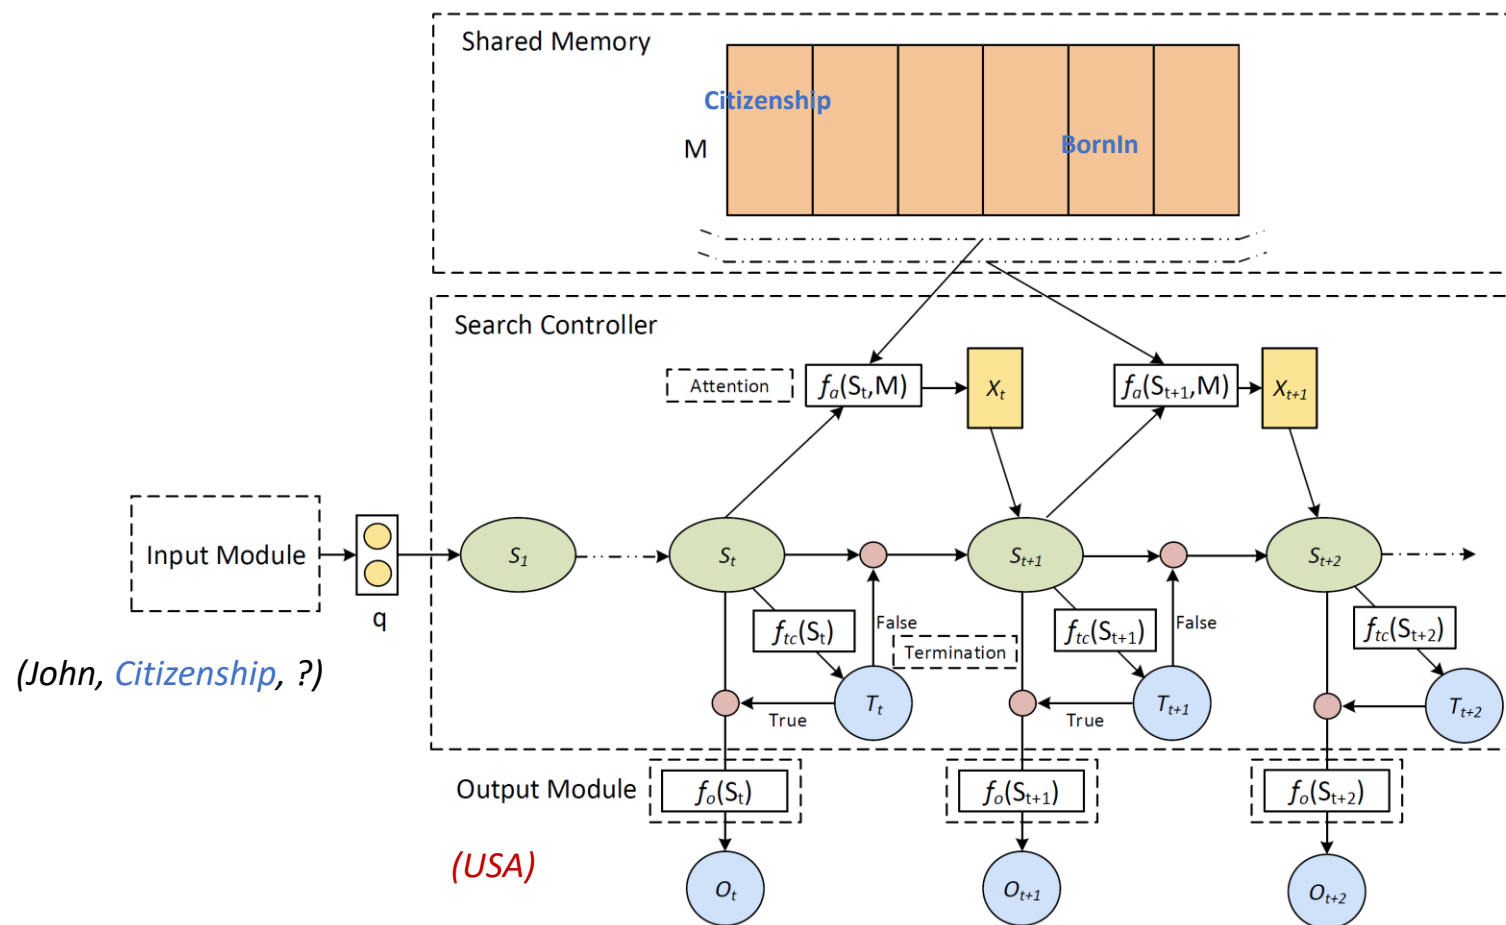 Shared Memory
Citizenship
BornIn
M
Search Controller
Attention
fa(St,M)
Xt
fa(St+1,M)
Xt+1
Input Module
q
S1
St
St+1
St+2
ftc(St)
False
Termination
ftc(St+1)
False
ftc(St+2)
(John, Citizenship, ?)
True
Tt
True
Tt+1
Tt+2
Output Module
fo(St)
fo(St+1)
fo(St+2)
(USA)
Ot
Ot+1
Ot+2